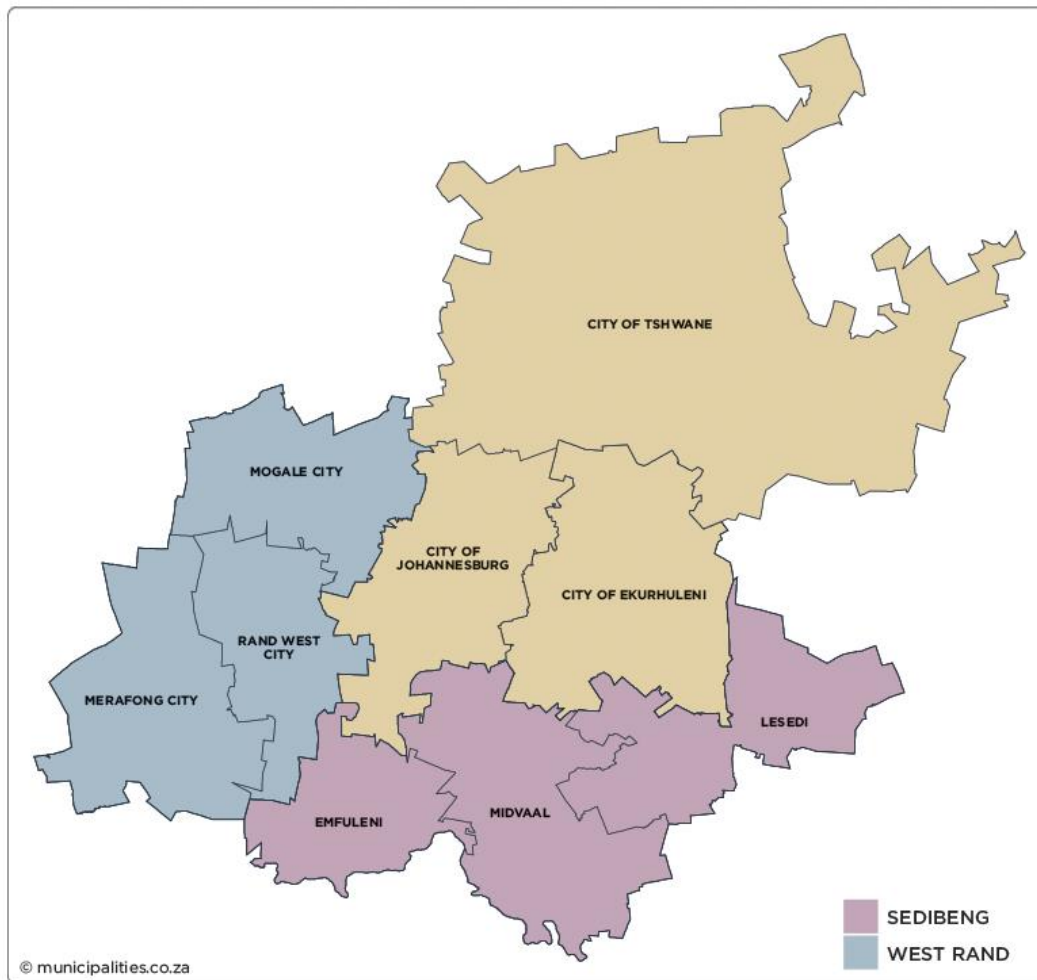 CITY OF TSHWANE
MOGALE CITY
CITY OF
JOHANNESBURG
CITY OF EKURHULENI
RAND WEST
CITY
MERAFONG CITY
LESEDI
EMFULENI
MIDVAAL
SEDIBENG
WEST RAND
© municipalities.co.za